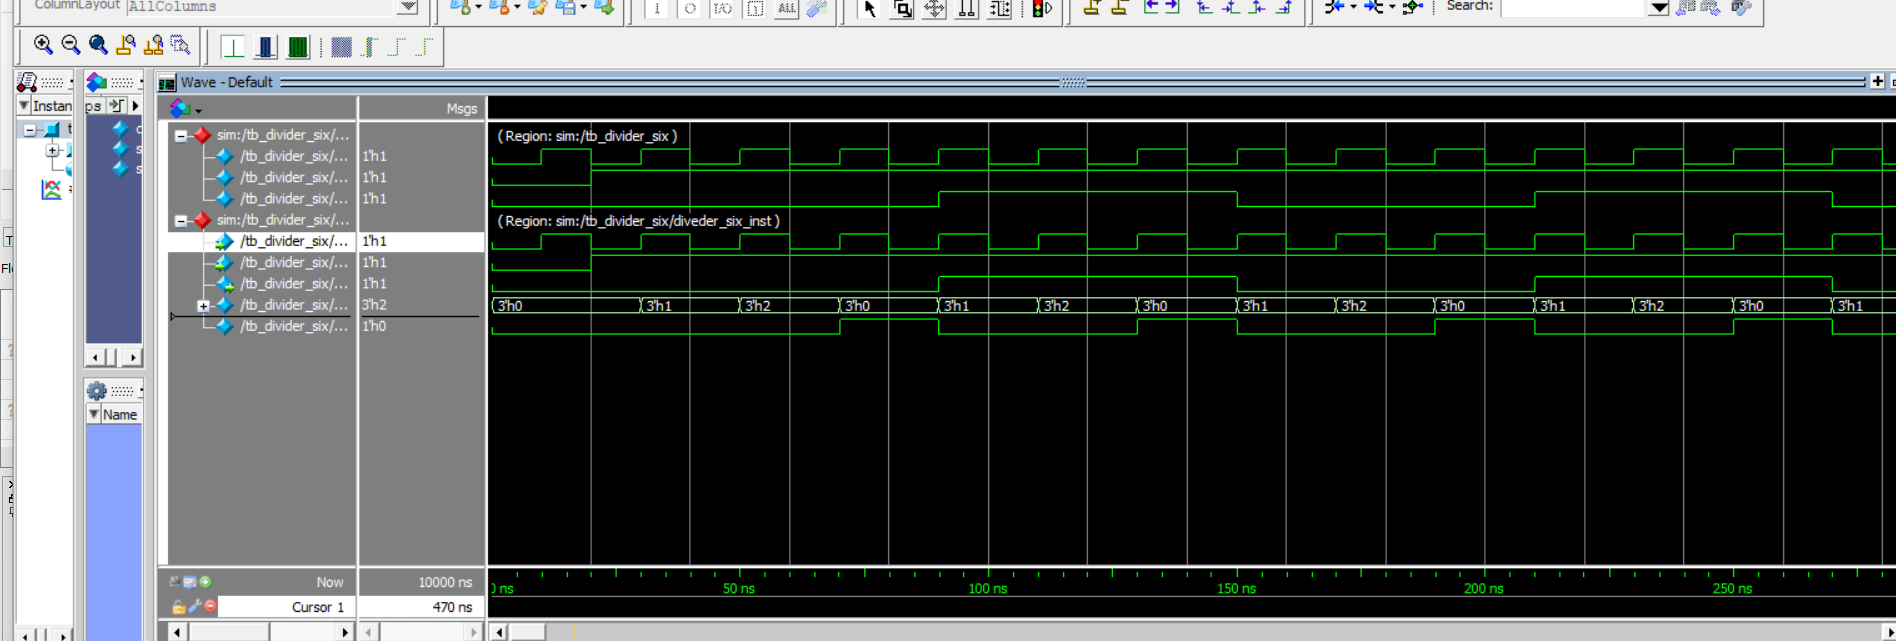 ColumnLayout AllColumns
Search:
Wave - Default
Instan
ps
Msgs
sim:/tb_divider_six/...
(Region: sim:/tb_divider_six )
/tb_divider_six/... 1'h1
/tb_divider_six/... 1'h1
/tb_divider_six/... 1'h1
sim:/tb_divider_six/...
(Region: sim:/tb_divider_six/diveder_six_inst )
/tb_divider_six/... 1'h1
/tb_divider_six/... 1'h1
/tb_divider_six/... 1'h1
/tb_divider_six/... 3'h2 3'h0 3'h1 3'h2 3'h0 3'h1 3'h2 3'h0 3'h1 3'h2 3'h0 3'h1 3'h2 3'h0 3'h1
/tb_divider_six/... 1'h0
Name
Now 10000 ns
ns 50 ns 100 ns 150 ns 200 ns 250 ns
Cursor 1 470 ns